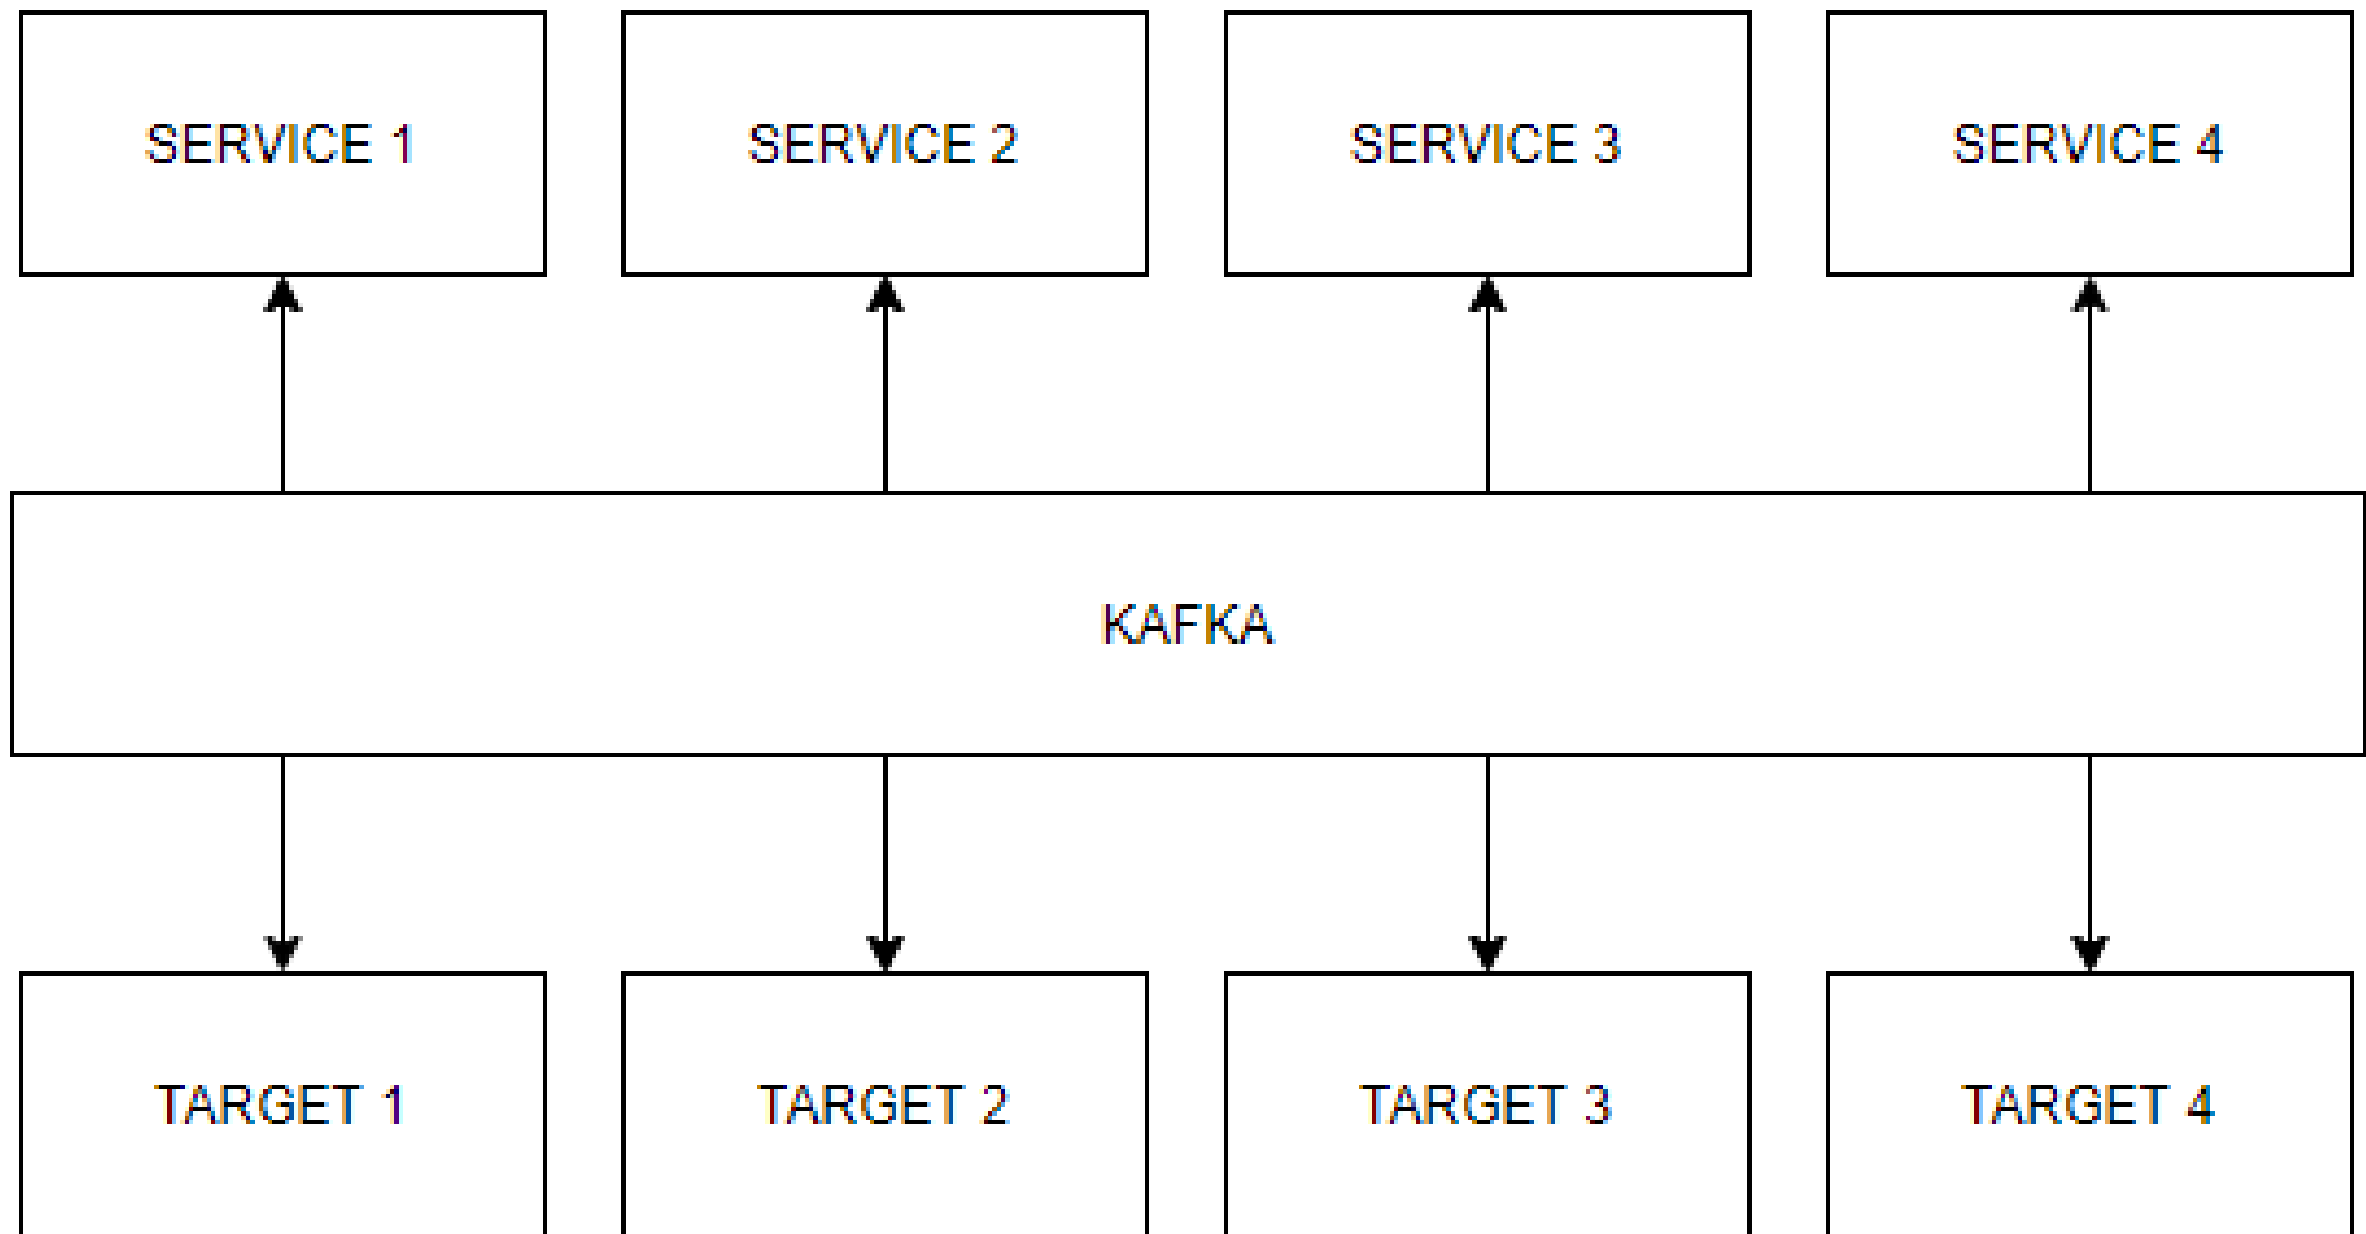 SERVICE 1
SERVICE 2
SERVICE 3
SERVICE 4
KAFKA
TARGET 1
TARGET 2
TARGET 3
TARGET 4